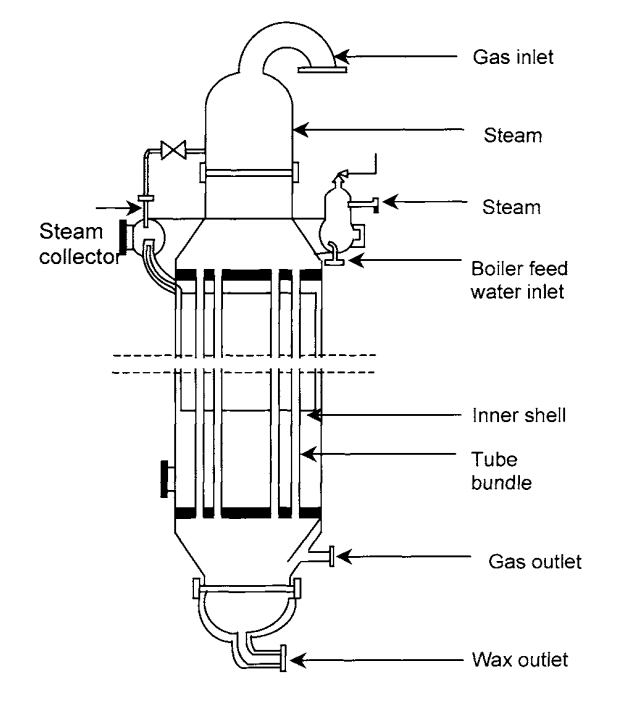 Gas inlet
Steam
Steam
Steam
collector
Boiler feed
water inlet
Inner shell
Tube
bundle
Gas outlet
Wax outlet